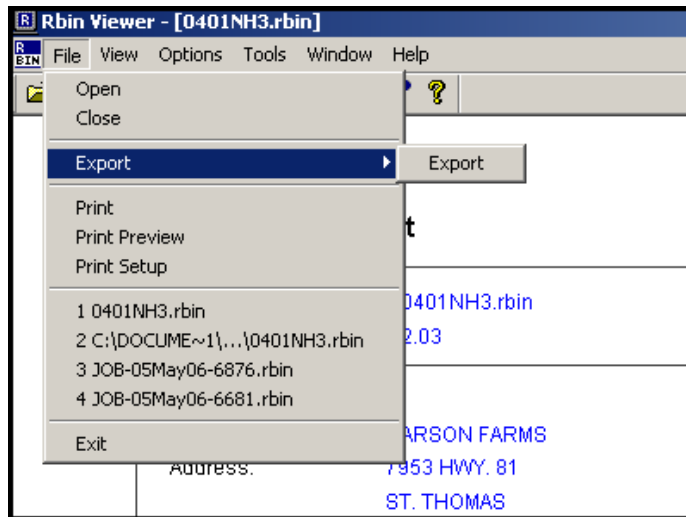 Rbin Viewer - [0401NH3.rbin]
R BIN File View Options Tools Window Help
Open
Close
Export Export
Print
Print Preview
Print Setup
1 0401NH3.rbin
0401NH3.rbin
2 C:\DOCUME~1\...\0401NH3.rbin
2.03
3 JOB-05May06-6876.rbin
4 JOB-05May06-6681.rbin
Exit
FARMS
Address:
7953 HWY. 81
ST. THOMAS